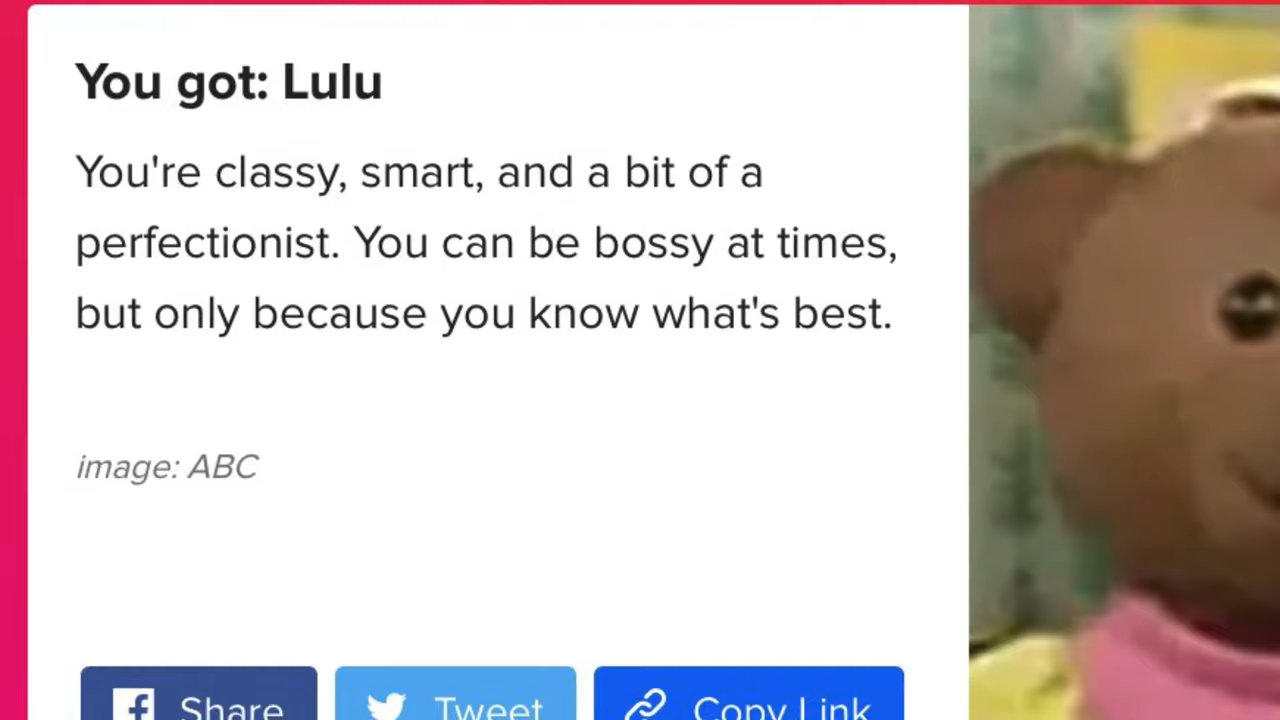 You got: Lulu
You're classy, smart, and a bit of a
perfectionist. You can be bossy at times,
but only because you know what's best.
image: ABC
Share Tweet Copy Link